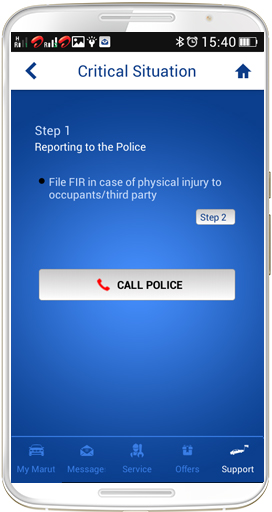 15:40
Critical Situation
Step 1
Reporting to the Police
File FIR in case of physical injury to
occupants/third party
Step 2
CALL POLICE
My Marut Message Service Offers Support